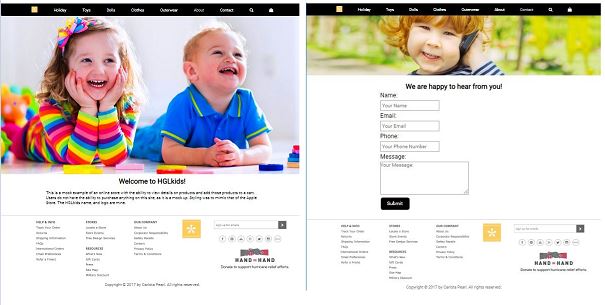 Holiday Toys Dolls Clothes Outerwear About Contact
Welcome to HGLkids!
This is a mock example of an online store with the ability to view details on products and add those products to a cart.
Users do not have the ability to purchase anything on this site, as it is a mock up. Styling was to mimic that of the Apple
Store. The HGLkids name, and logo are mine.
HELP & INFO
Track Your Order
Returns
Shipping Information
FAQs
International Orders
Email Preferences
Refer a Friend
STORES
Locate a Store
Store Events
Free Design Services
RESOURCES
What's New
Gift Cards
Press
Site Map
Military Discount
OUR COMPANY
About Us
Corporate Responsibility
Safety Recalls
Careers
Privacy Policy
Terms & Conditions
HAND IN HAND
Donate to support hurricane relief efforts.
Copyright © 2017 by Carlota Pearl. All rights reserved.
Holiday Toys Dolls Clothes Outerwear About Contact
We are happy to hear from you!
Name:
Your Name
Email:
Your Email
Phone:
Your Phone Number
Message:
Your Message:
Submit
HELP & INFO
Track Your Order
Returns
Shipping Information
FAQs
International Orders
Email Preferences
Refer a Friend
STORES
Locate a Store
Store Events
Free Design Services
RESOURCES
What's New
Gift Cards
Press
Site Map
Military Discount
OUR COMPANY
About Us
Corporate Responsibility
Safety Recalls
Careers
Privacy Policy
Terms & Conditions
HAND IN HAND
Donate to support hurricane relief efforts.
Copyright © 2017 by Carlota Pearl. All rights reserved.